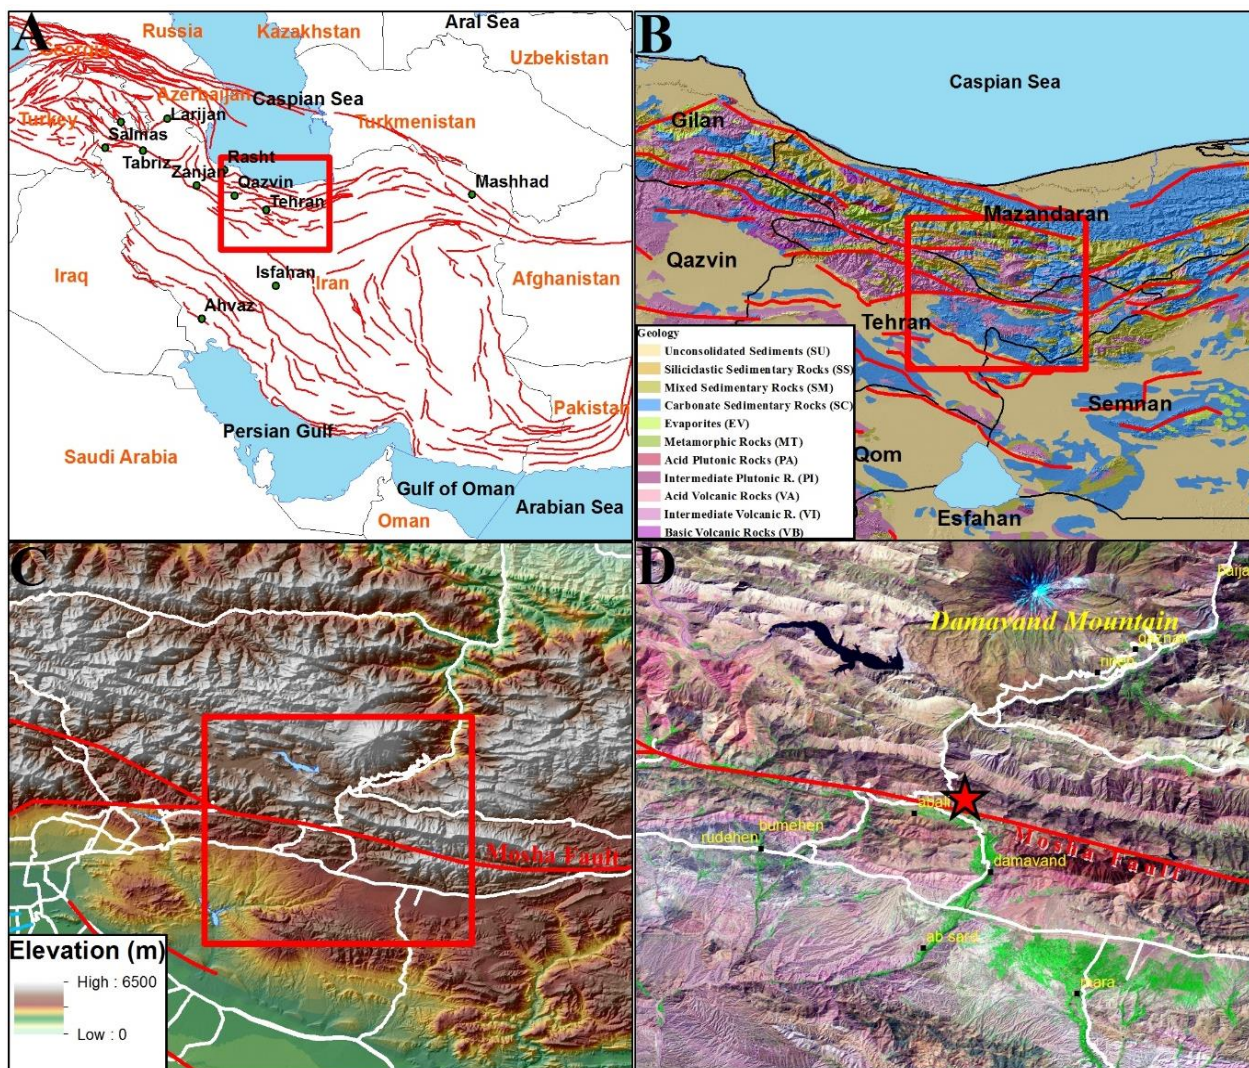 A
Russia
Kazakhstan
Aral Sea
Uzbekistan
Georgia
Azerbaijan
Caspian Sea
Turkmenistan
Turkey
Larijan
Salmas
Tabriz
Rasht
Zanjan
Qazvin
Tehran
Mashhad
Iraq
Isfahan
Iran
Afghanistan
Ahvaz
Pakistan
Persian Gulf
Saudi Arabia
Gulf of Oman
Arabian Sea
Oman
B
Caspian Sea
Gilan
Mazandaran
Qazvin
Tehran
Semnan
Qom
Esfahan
Geology
Unconsolidated Sediments (SU)
Siliciclastic Sedimentary Rocks (SS)
Mixed Sedimentary Rocks (SM)
Carbonate Sedimentary Rocks (SC)
Evaporites (EV)
Metamorphic Rocks (MT)
Acid Plutonic Rocks (PA)
Intermediate Plutonic R. (PI)
Acid Volcanic Rocks (VA)
Intermediate Volcanic R. (VI)
Basic Volcanic Rocks (VB)
C
Mosha Fault
Elevation (m)
High : 6500
Low : 0
D
Damavand Mountain
abali
bumehen
rudehen
Mosha Fault
damavand
ab sard